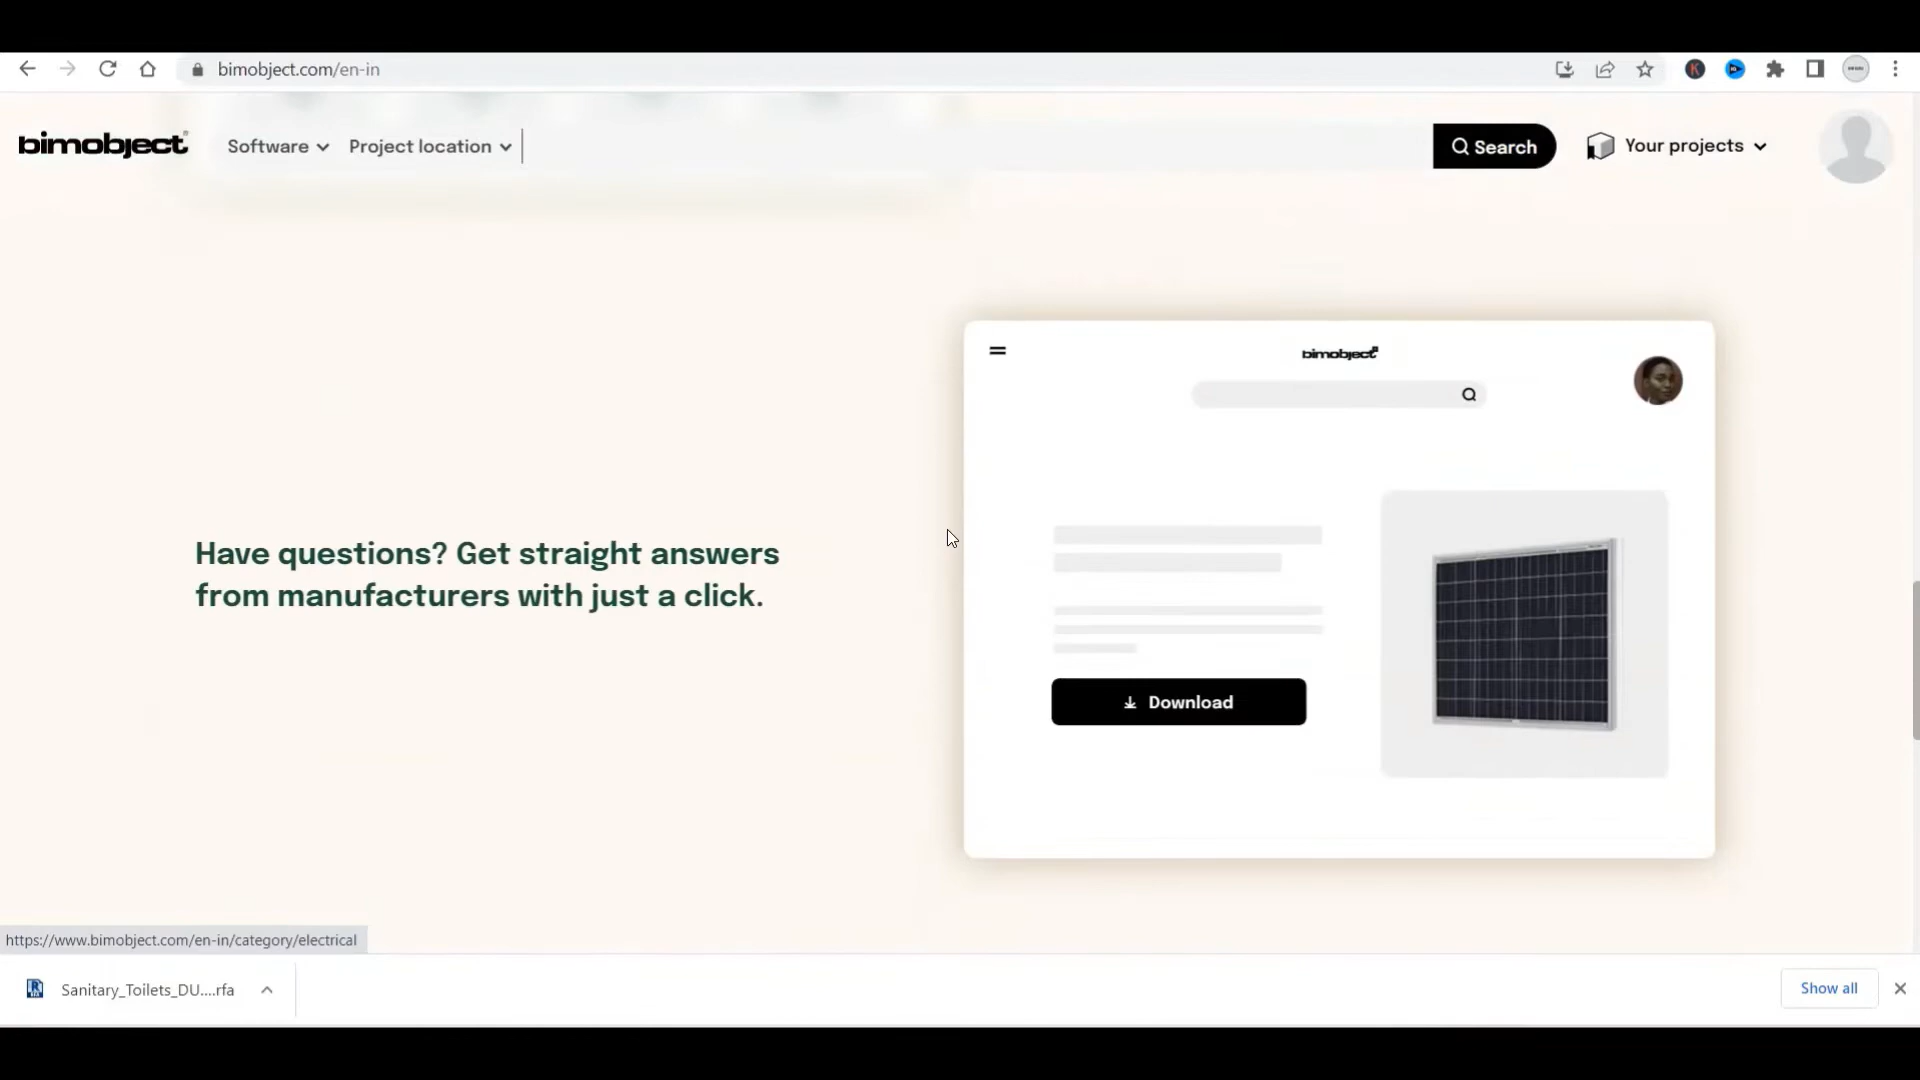 bimobject.com/en-in
bimobject
Software
Project location
Search
Your projects
bimobject
Have questions? Get straight answers
from manufacturers with just a click.
Download
https://www.bimobject.com/en-in/category/electrical
Sanitary_Toilets_DU....rfa
Show all